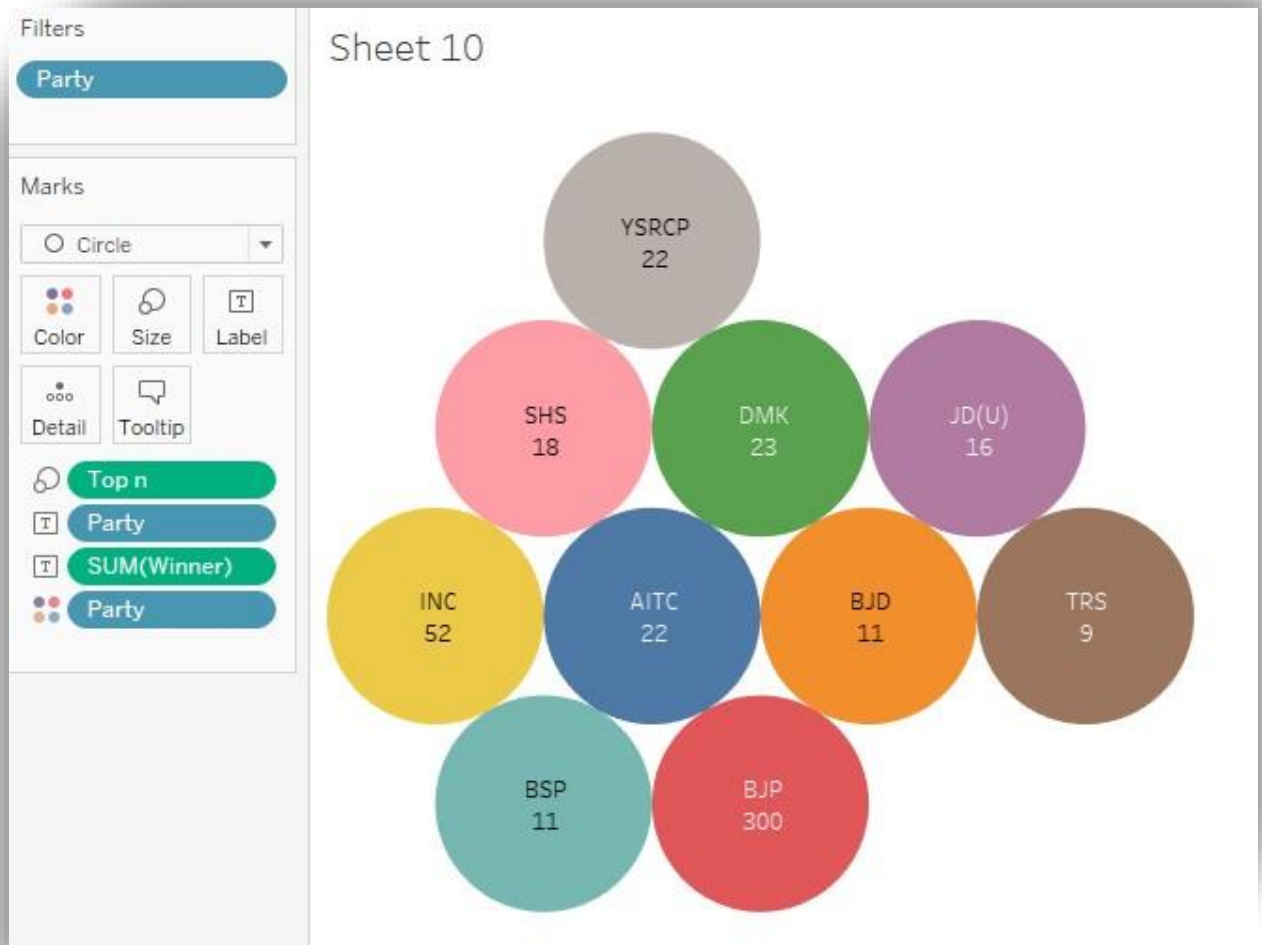 Filters
Party
Marks
Circle
Color Size Label
Detail Tooltip
Top n
T Party
T SUM(Winner)
Party
Sheet 10
YSRCP
22
SHS
18
DMK
23
JD(U)
16
INC
52
AITC
22
BJD
11
TRS
9
BSP
11
BJP
300